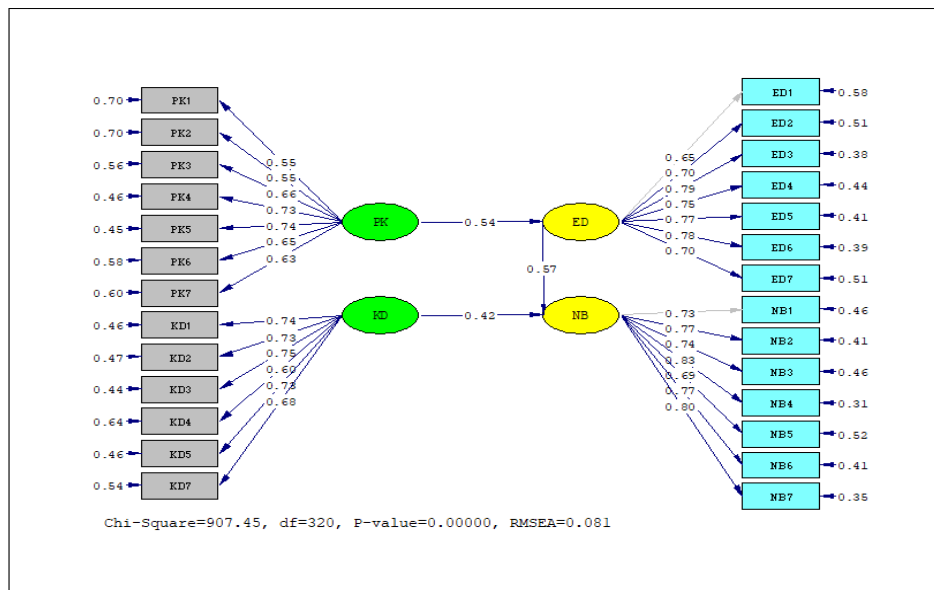 0.70 PK1
0.70 PK2
0.56 PK3
0.46 PK4
0.45 PK5
0.58 PK6
0.60 PK7
0.46 KD1
0.47 KD2
0.44 KD3
0.64 KD4
0.46 KD5
0.54 KD7
0.55
0.55
0.66
0.73
0.74
0.65
0.63
0.74
0.73
0.75
0.60
0.73
0.68
PK 0.54 ED
0.57
KD 0.42 NB
0.65
0.70
0.79
0.75
0.77
0.78
0.70
0.73
0.77
0.74
0.83
0.69
0.77
0.80
ED1 0.58
ED2 0.51
ED3 0.38
ED4 0.44
ED5 0.41
ED6 0.39
ED7 0.51
NB1 0.46
NB2 0.41
NB3 0.46
NB4 0.31
NB5 0.52
NB6 0.41
NB7 0.35
Chi-Square=907.45, df=320, P-value=0.00000, RMSEA=0.081